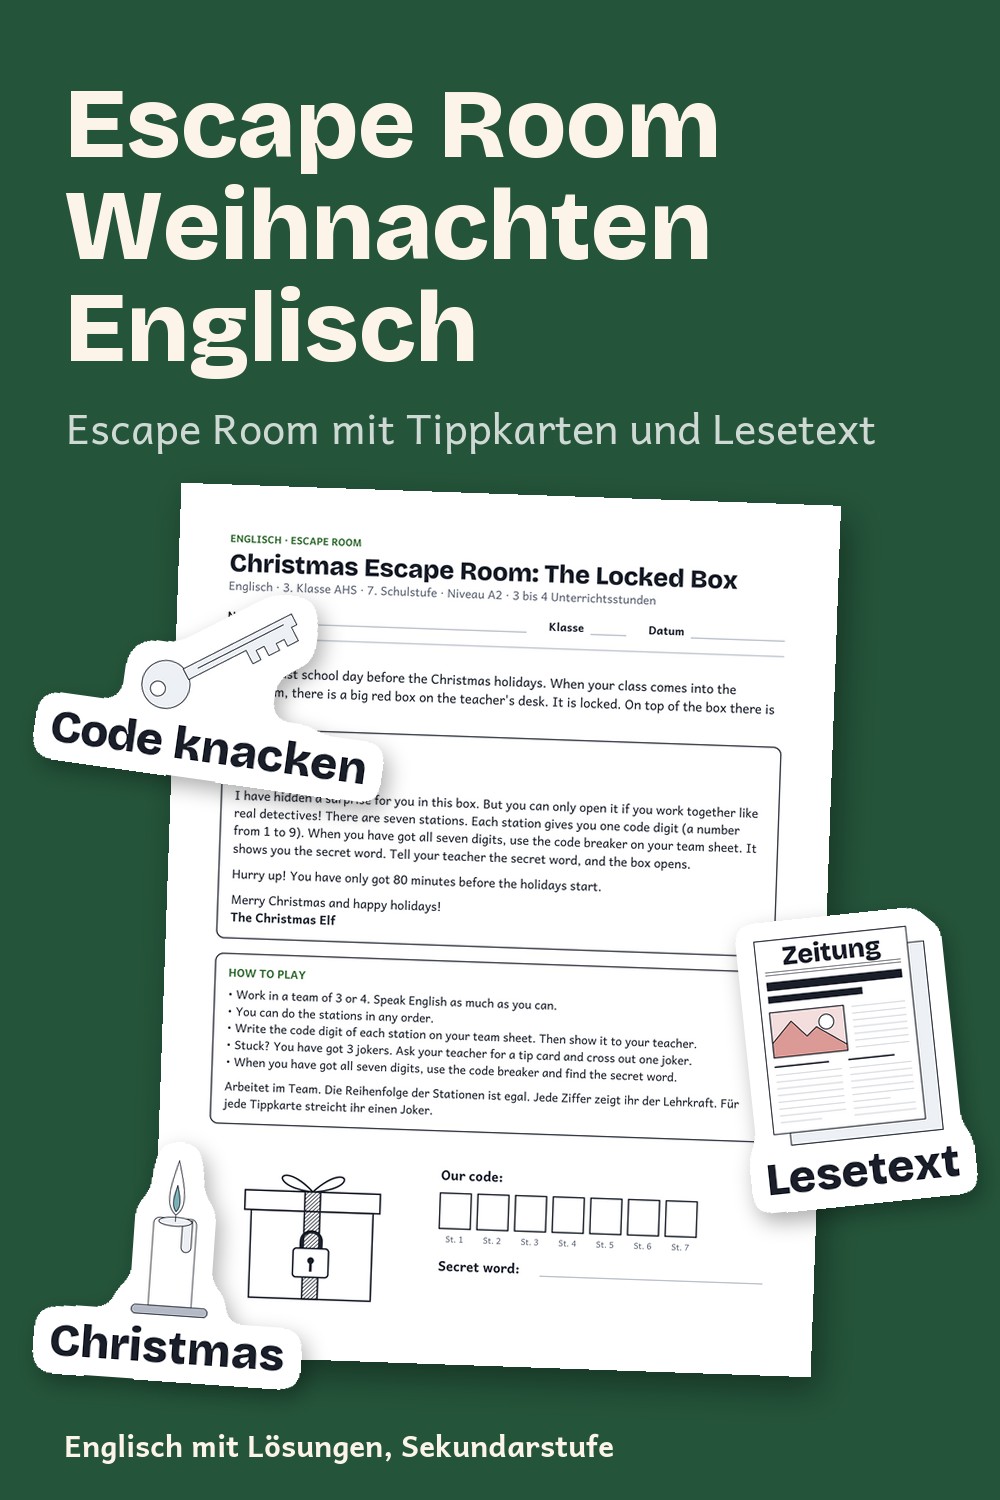 Escape Room
Weihnachten
Englisch
Escape Room mit Tippkarten und Lesetext
ENGLISCH · ESCAPE ROOM
Christmas Escape Room: The Locked Box
Englisch · 3. Klasse AHS · 7. Schulstufe · Niveau A2 · 3 bis 4 Unterrichtsstunden
Klasse Datum
school day before the Christmas holidays. When your class comes into the
there is a big red box on the teacher's desk. It is locked. On top of the box there is
Code knacken
I have hidden a surprise for you in this box. But you can only open it if you work together like
real detectives! There are seven stations. Each station gives you one code digit (a number
from 1 to 9). When you have got all seven digits, use the code breaker on your team sheet. It
shows you the secret word. Tell your teacher the secret word, and the box opens.
Hurry up! You have only got 80 minutes before the holidays start.
Merry Christmas and happy holidays!
The Christmas Elf
Zeitung
Lesetext
HOW TO PLAY
• Work in a team of 3 or 4. Speak English as much as you can.
• You can do the stations in any order.
• Write the code digit of each station on your team sheet. Then show it to your teacher.
• Stuck? You have got 3 jokers. Ask your teacher for a tip card and cross out one joker.
• When you have got all seven digits, use the code breaker and find the secret word.
Arbeitet im Team. Die Reihenfolge der Stationen ist egal. Jede Ziffer zeigt ihr der Lehrkraft. Für
jede Tippkarte streicht ihr einen Joker.
Our code:
St. 1 St. 2 St. 3 St. 4 St. 5 St. 6 St. 7
Secret word:
Christmas
Englisch mit Lösungen, Sekundarstufe